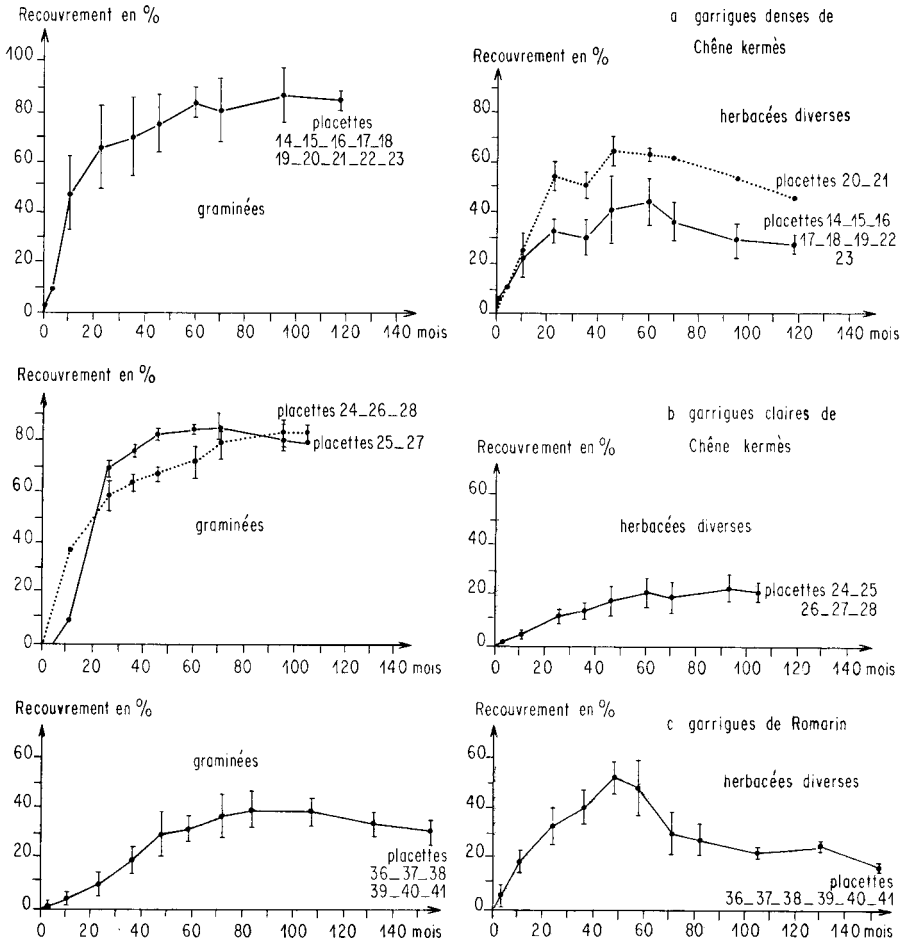 Recouvrement en %
100
80
60
40
20
0
0 20 40 60 80 100 120 140 mois
placettes
14_15_16_17_18
19_20_21_22_23
graminées
a garrigues denses de
Chêne kermès
Recouvrement en %
herbacées diverses
60
40
20
0
0 20 40 60 80 100 120 140 mois
placettes 20_21
placettes 14_15_16
17_18_19_22
23
Recouvrement en %
80
60
40
20
0
0 20 40 60 80 100 120 140 mois
placettes 24_26_28
placettes 25_27
graminées
b garrigues claires de
Chêne kermès
Recouvrement en %
herbacées diverses
60
40
20
0
0 20 40 60 80 100 120 140 mois
placettes 24_25
26_27_28
Recouvrement en %
graminées
60
40
20
0
0 20 40 60 80 100 120 140 mois
placettes
36_37_38
39_40_41
Recouvrement en %
c garrigues de Romarin
herbacées diverses
60
40
20
0
0 20 40 60 80 100 120 140 mois
placettes
36_37_38_39_40_41